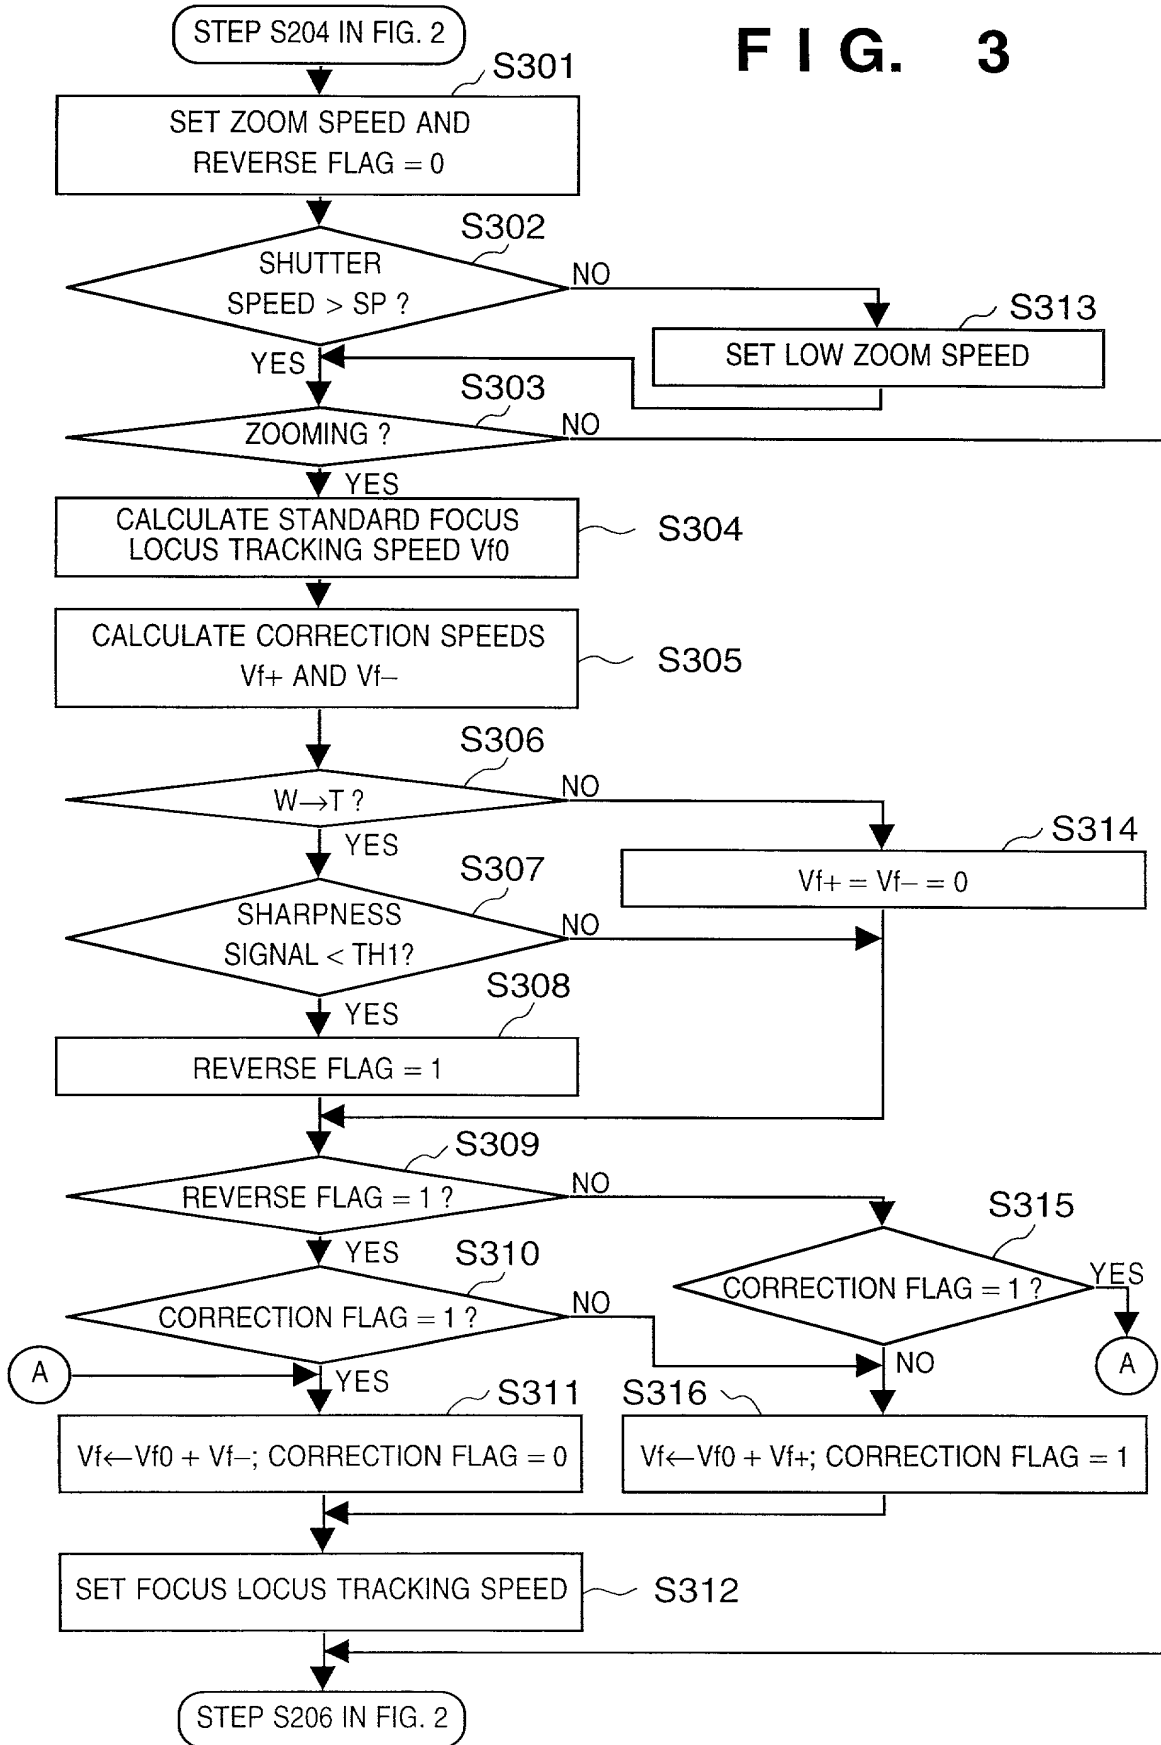 STEP S204 IN FIG. 2
FIG. 3
S301
SET ZOOM SPEED AND
REVERSE FLAG = 0
S302
SHUTTER
SPEED > SP ?
NO
S313
SET LOW ZOOM SPEED
YES
S303
ZOOMING ?
NO
YES
CALCULATE STANDARD FOCUS
LOCUS TRACKING SPEED Vf0
S304
CALCULATE CORRECTION SPEEDS
Vf+ AND Vf−
S305
S306
W→T ?
NO
YES
S314
Vf+ = Vf− = 0
S307
SHARPNESS
SIGNAL < TH1?
NO
YES
S308
REVERSE FLAG = 1
S309
REVERSE FLAG = 1 ?
NO
YES
S315
CORRECTION FLAG = 1 ?
YES
A
NO
S310
CORRECTION FLAG = 1 ?
NO
A
YES
S311
Vf←Vf0 + Vf−; CORRECTION FLAG = 0
S316
Vf←Vf0 + Vf+; CORRECTION FLAG = 1
SET FOCUS LOCUS TRACKING SPEED
S312
STEP S206 IN FIG. 2